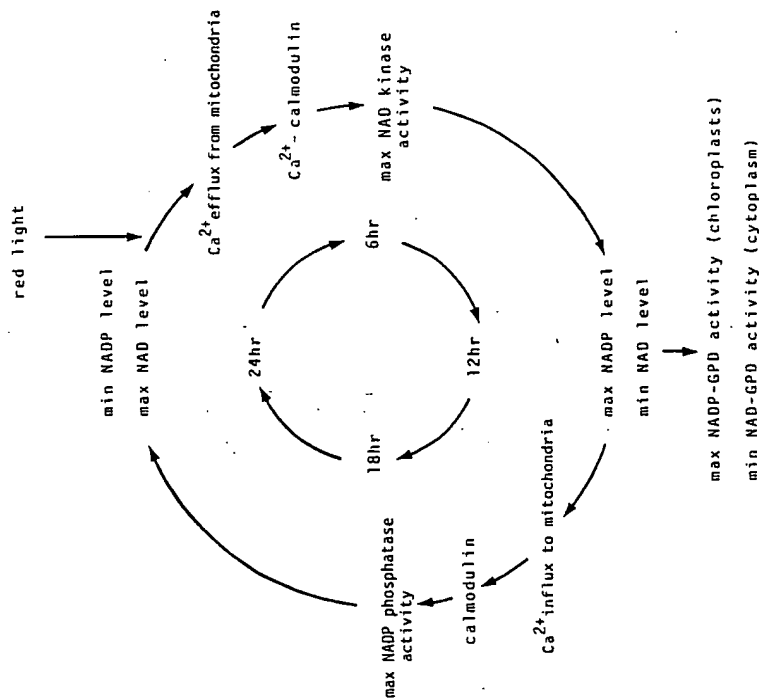 red light
min NADP level
max NAD level
Ca²⁺ efflux from mitochondria
Ca²⁺- calmodulin
max NAD kinase
activity
24hr
6hr
12hr
18hr
max NADP phosphatase
activity
calmodulin
Ca²⁺ influx to mitochondria
max NADP level
min NAD level
max NADP-GPD activity (chloroplasts)
min NAD-GPD activity (cytoplasm)